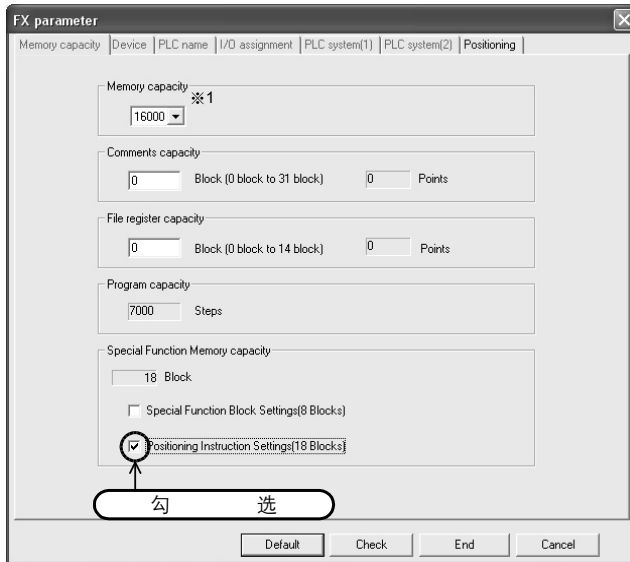 FX parameter
Memory capacity Device PLC name I/O assignment PLC system(1) PLC system(2) Positioning
Memory capacity
※1
16000
Comments capacity
0 Block (0 block to 31 block) 0 Points
File register capacity
0 Block (0 block to 14 block) 0 Points
Program capacity
7000 Steps
Special Function Memory capacity
18 Block
Special Function Block Settings(8 Blocks)
Positioning Instruction Settings(18 Blocks)
勾 选
Default Check End Cancel